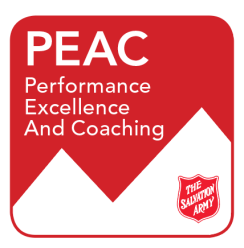 PEAC
Performance
Excellence
And Coaching
THE
SALVATION
ARMY